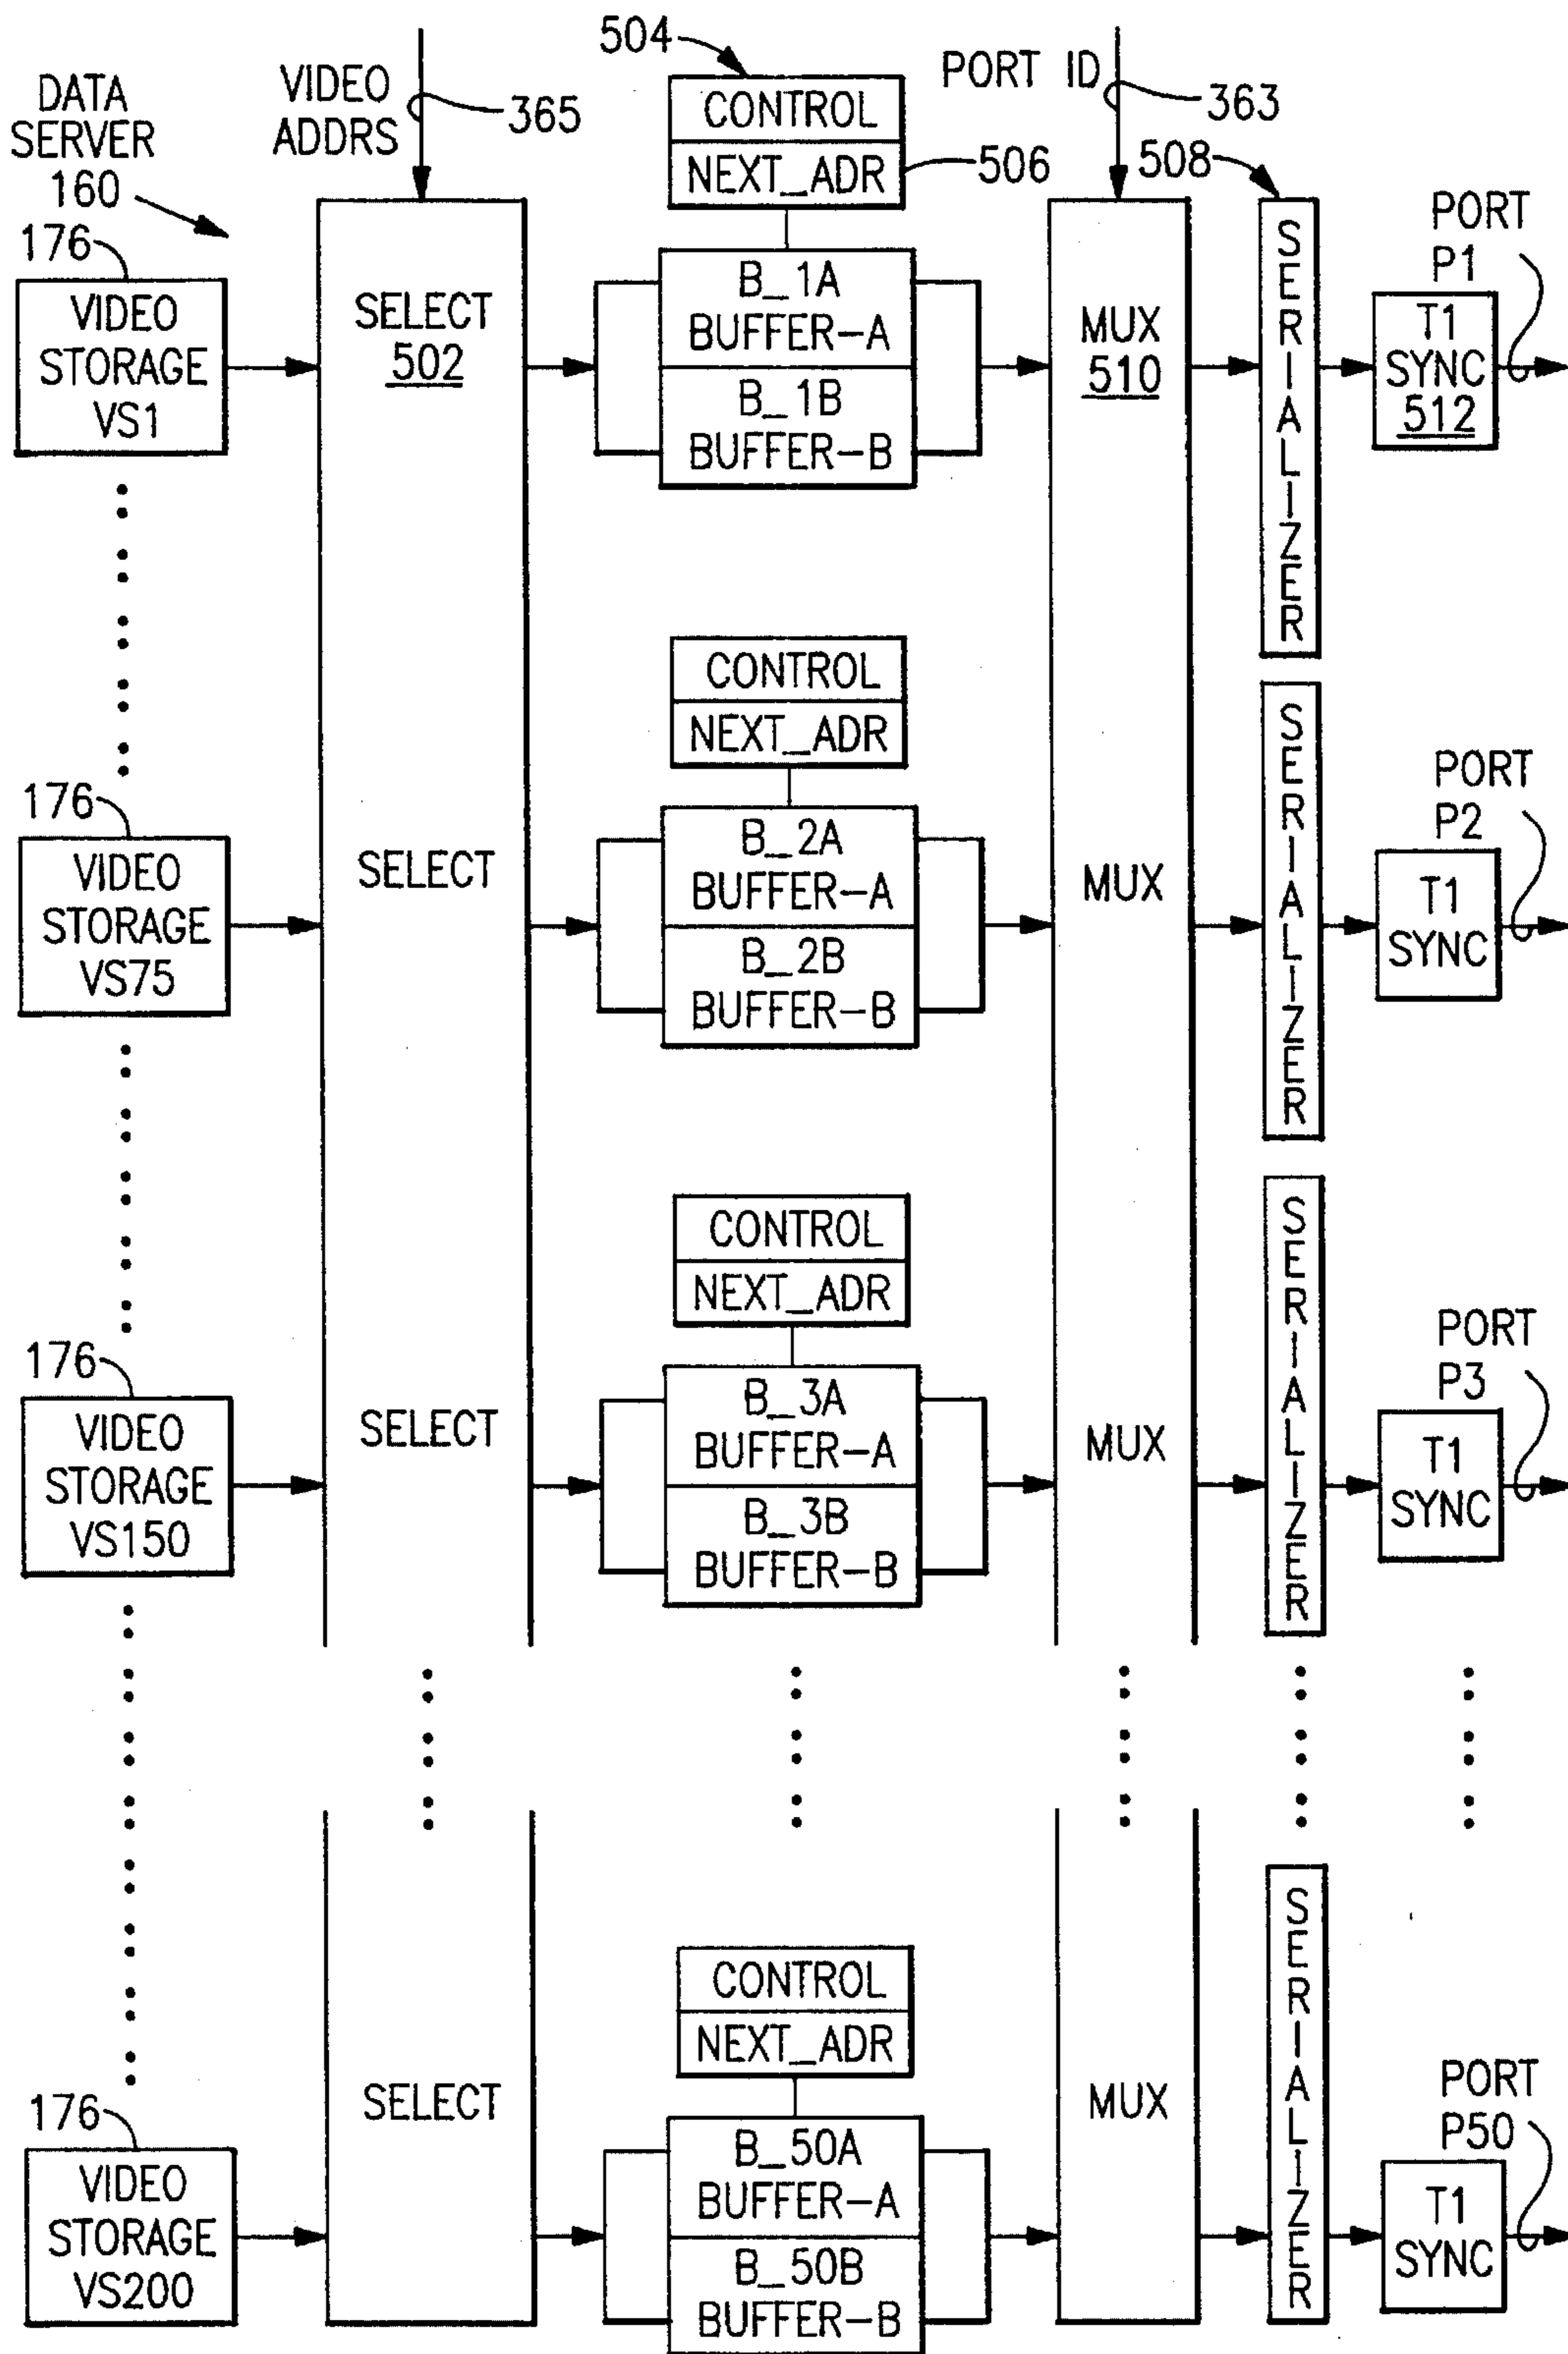 DATA
SERVER
160
VIDEO
ADDRS
365
504
CONTROL
NEXT_ADR
506
PORT ID
363
508
176
VIDEO
STORAGE
VS1
SELECT
502
B_1A
BUFFER-A
B_1B
BUFFER-B
MUX
510
SERIALIZER
T1
SYNC
512
PORT
P1
176
VIDEO
STORAGE
VS75
SELECT
CONTROL
NEXT_ADR
B_2A
BUFFER-A
B_2B
BUFFER-B
MUX
SERIALIZER
T1
SYNC
PORT
P2
176
VIDEO
STORAGE
VS150
SELECT
CONTROL
NEXT_ADR
B_3A
BUFFER-A
B_3B
BUFFER-B
MUX
SERIALIZER
T1
SYNC
PORT
P3
176
VIDEO
STORAGE
VS200
SELECT
CONTROL
NEXT_ADR
B_50A
BUFFER-A
B_50B
BUFFER-B
MUX
SERIALIZER
T1
SYNC
PORT
P50